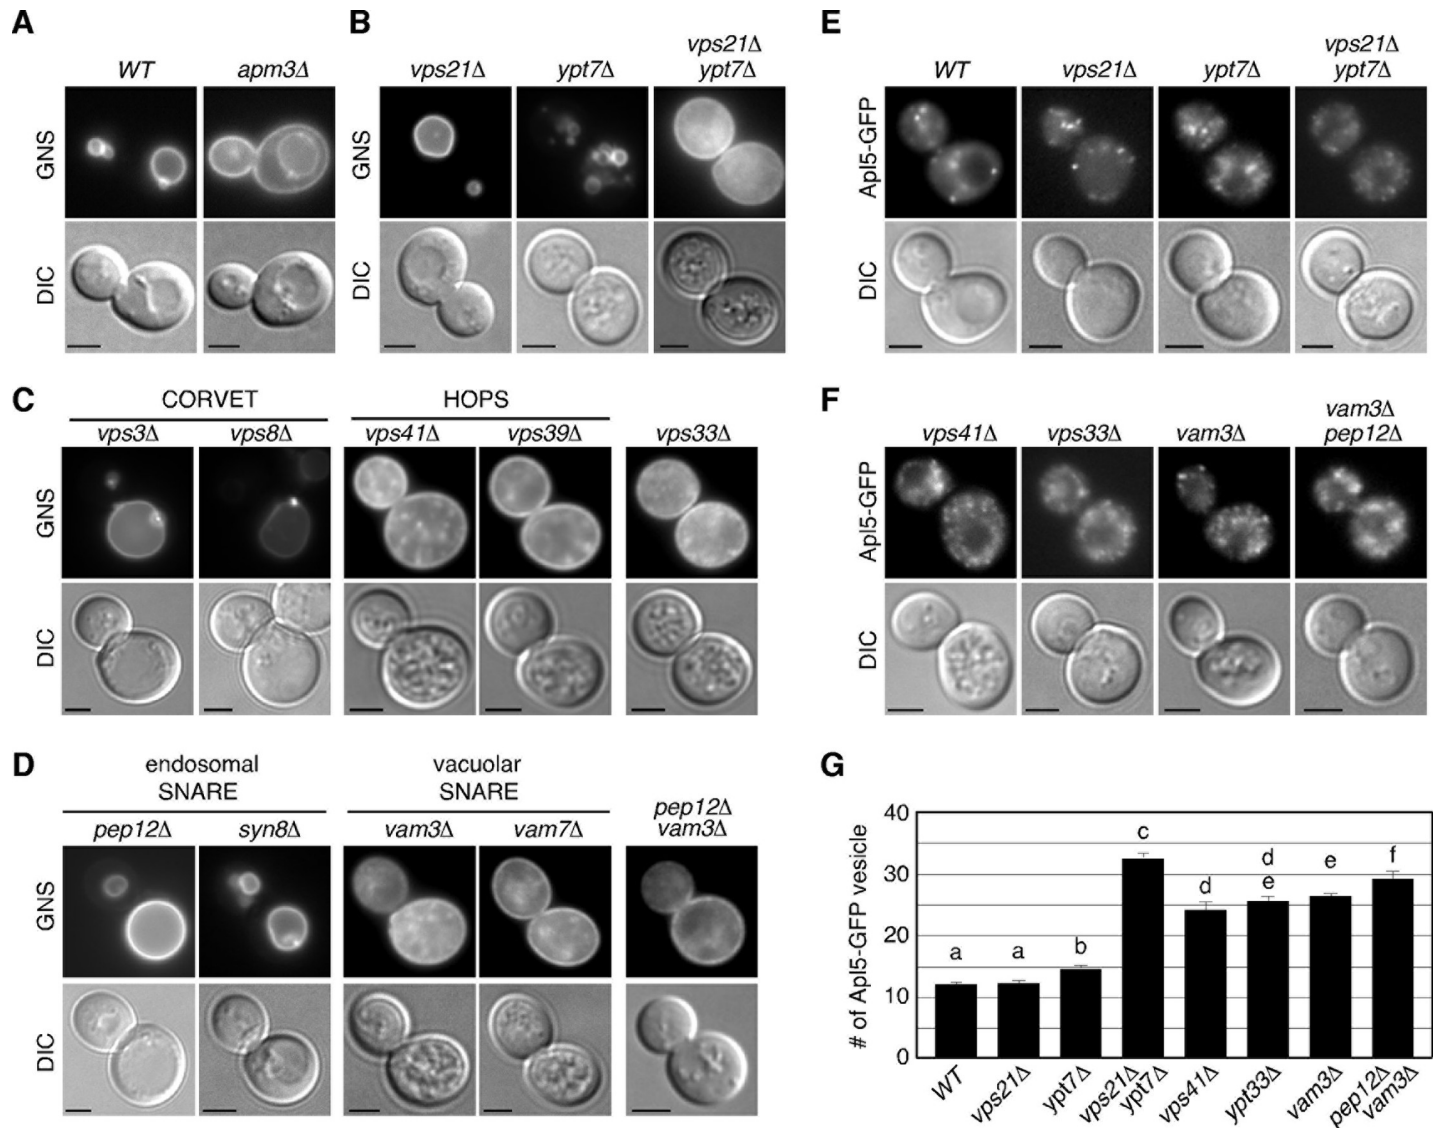 A
WT
apm3Δ
GNS
DIC
B
vps21Δ
ypt7Δ
vps21Δ
ypt7Δ
GNS
DIC
E
WT
vps21Δ
ypt7Δ
vps21Δ
ypt7Δ
Apl5-GFP
DIC
C
CORVET
HOPS
vps3Δ
vps8Δ
vps41Δ
vps39Δ
vps33Δ
GNS
DIC
F
vps41Δ
vps33Δ
vam3Δ
vam3Δ
pep12Δ
Apl5-GFP
DIC
D
endosomal
SNARE
vacuolar
SNARE
pep12Δ
syn8Δ
vam3Δ
vam7Δ
pep12Δ
vam3Δ
GNS
DIC
G
# of Apl5-GFP vesicle
40
30
20
10
0
a
a
b
c
d
d
e
e
f
WT
vps21Δ
ypt7Δ
vps21Δ
ypt7Δ
vps41Δ
ypt33Δ
vam3Δ
pep12Δ
vam3Δ